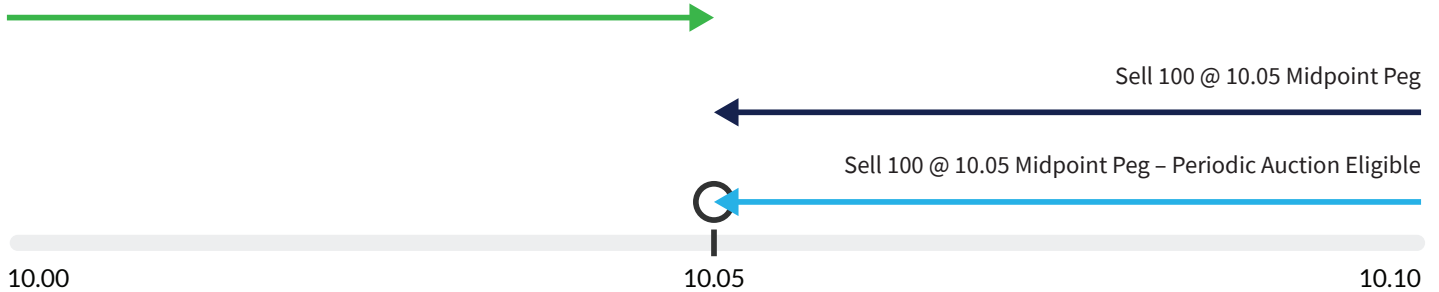 Sell 100 @ 10.05 Midpoint Peg
Sell 100 @ 10.05 Midpoint Peg – Periodic Auction Eligible
10.00 10.05 10.10